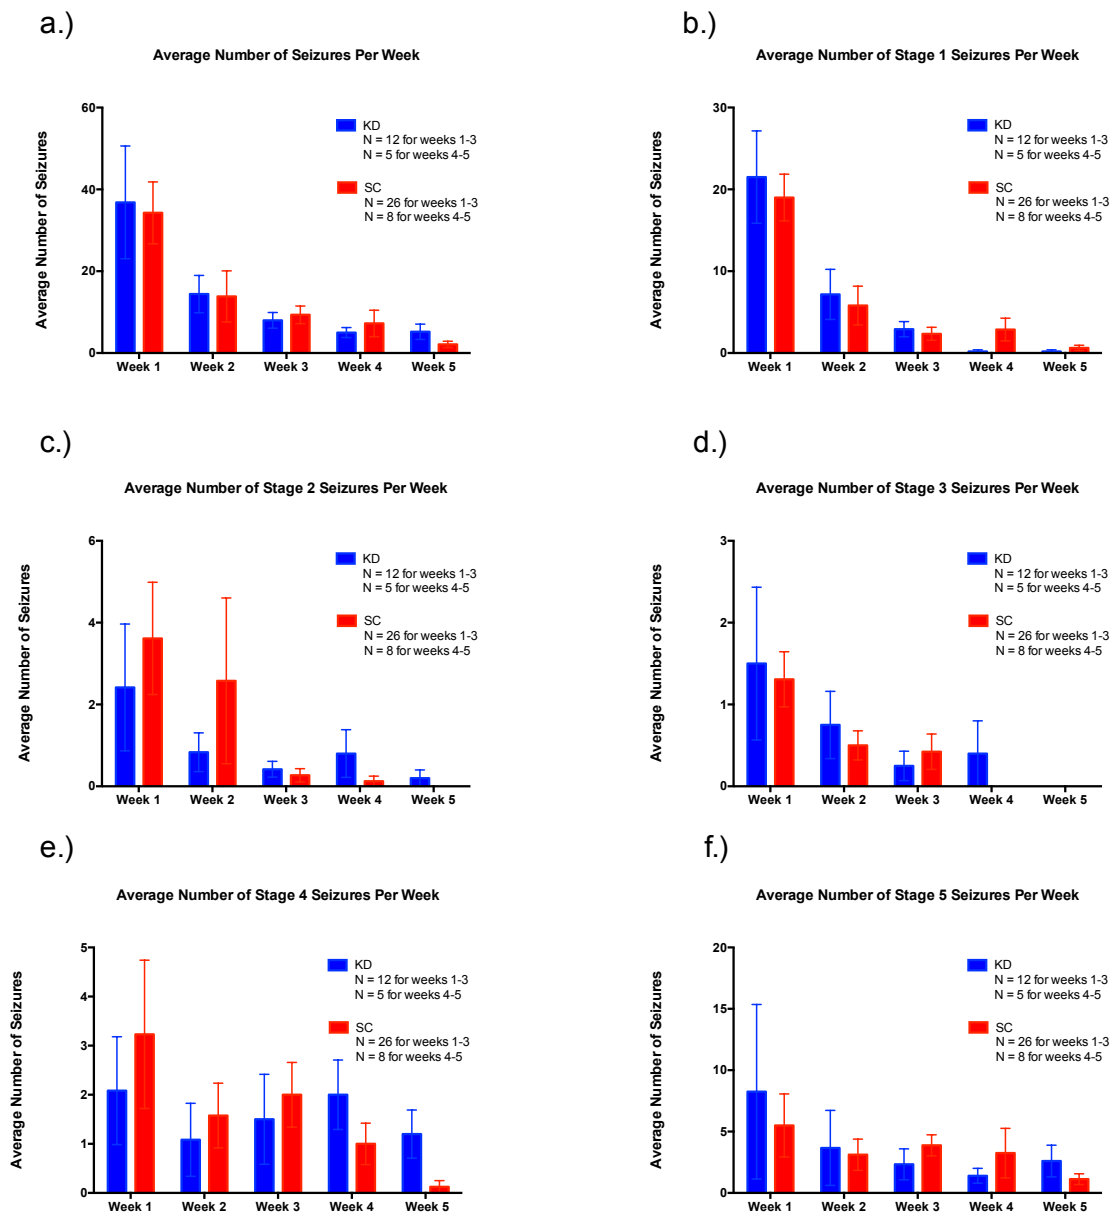 a.)
Average Number of Seizures Per Week
Average Number of Seizures
60
40
20
0
KD
N = 12 for weeks 1-3
N = 5 for weeks 4-5
SC
N = 26 for weeks 1-3
N = 8 for weeks 4-5
Week 1 Week 2 Week 3 Week 4 Week 5
b.)
Average Number of Stage 1 Seizures Per Week
Average Number of Seizures
30
20
10
0
KD
N = 12 for weeks 1-3
N = 5 for weeks 4-5
SC
N = 26 for weeks 1-3
N = 8 for weeks 4-5
Week 1 Week 2 Week 3 Week 4 Week 5
c.)
Average Number of Stage 2 Seizures Per Week
Average Number of Seizures
6
4
2
0
KD
N = 12 for weeks 1-3
N = 5 for weeks 4-5
SC
N = 26 for weeks 1-3
N = 8 for weeks 4-5
Week 1 Week 2 Week 3 Week 4 Week 5
d.)
Average Number of Stage 3 Seizures Per Week
Average Number of Seizures
3
2
1
0
KD
N = 12 for weeks 1-3
N = 5 for weeks 4-5
SC
N = 26 for weeks 1-3
N = 8 for weeks 4-5
Week 1 Week 2 Week 3 Week 4 Week 5
e.)
Average Number of Stage 4 Seizures Per Week
Average Number of Seizures
5
4
3
2
1
0
KD
N = 12 for weeks 1-3
N = 5 for weeks 4-5
SC
N = 26 for weeks 1-3
N = 8 for weeks 4-5
Week 1 Week 2 Week 3 Week 4 Week 5
f.)
Average Number of Stage 5 Seizures Per Week
Average Number of Seizures
20
15
10
5
0
KD
N = 12 for weeks 1-3
N = 5 for weeks 4-5
SC
N = 26 for weeks 1-3
N = 8 for weeks 4-5
Week 1 Week 2 Week 3 Week 4 Week 5